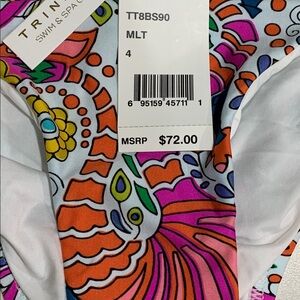 TRIN
SWIM & SPA C
TT8BS90
MLT
4
6 95159 45711 1
MSRP $72.00